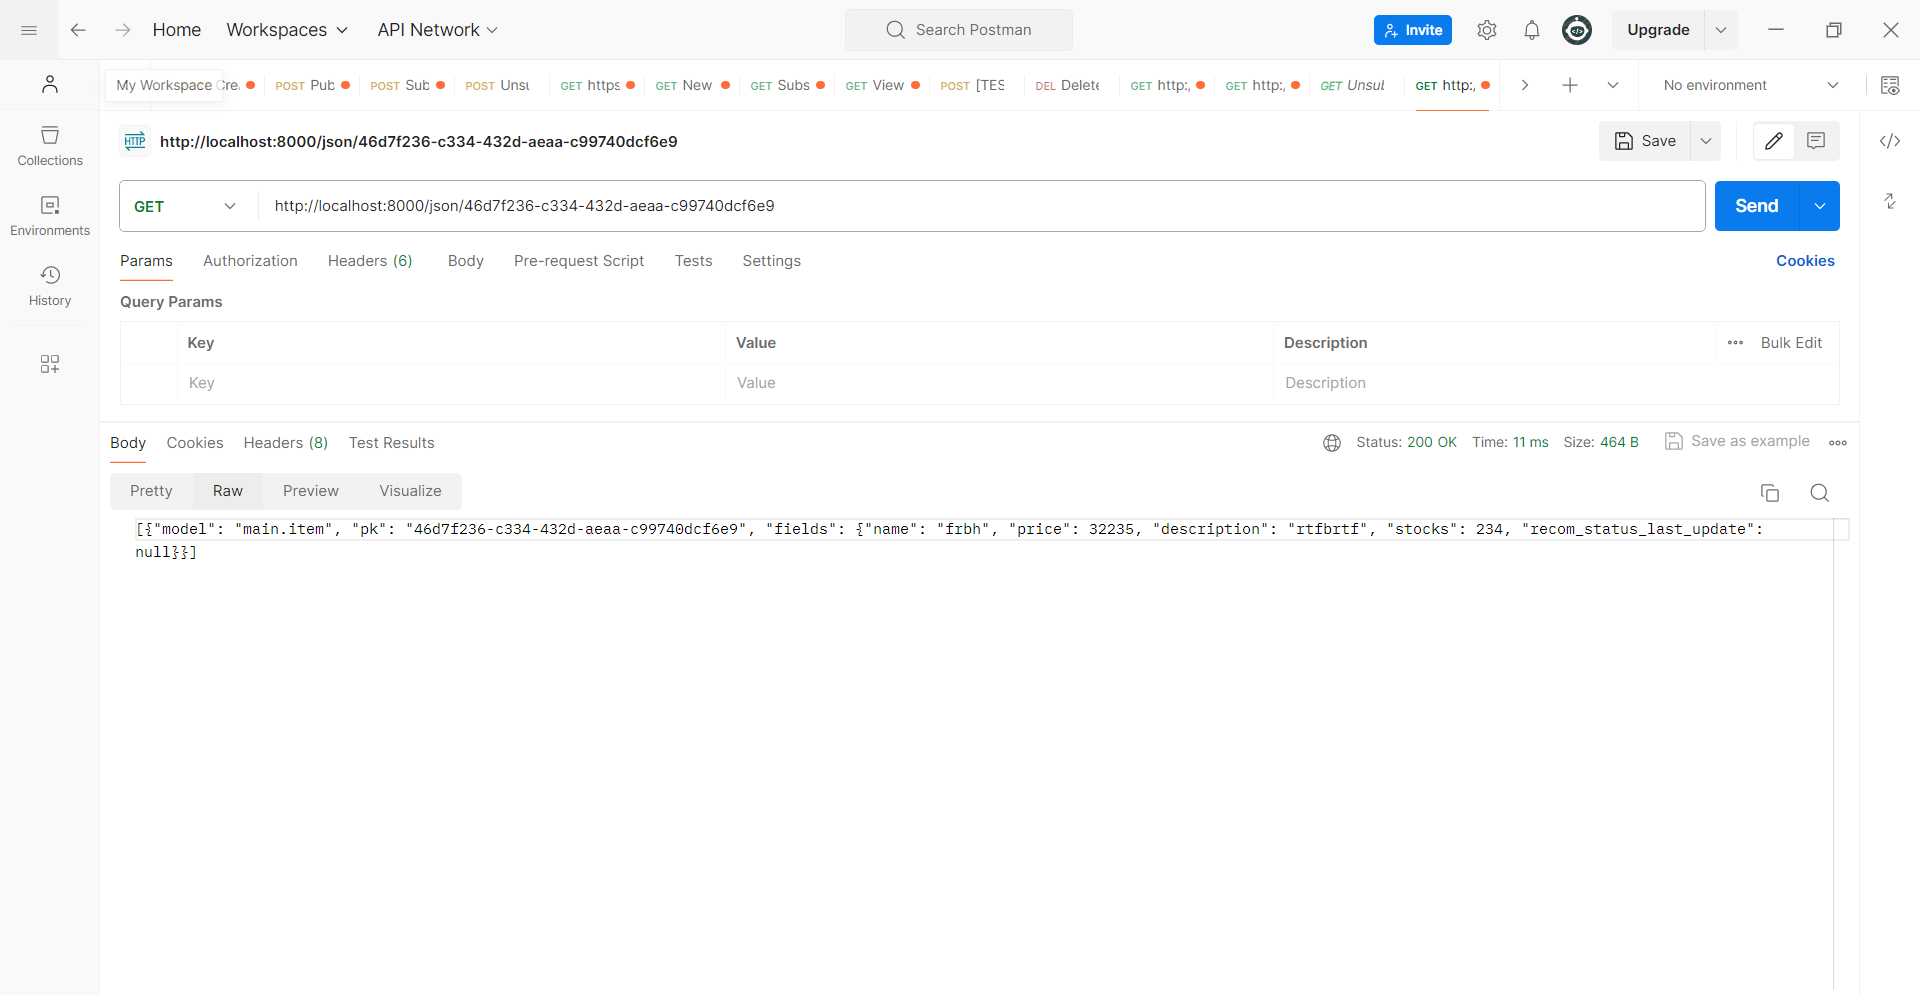 Home Workspaces API Network Search Postman Invite Upgrade
My Workspace Cre. POST Pub POST Sub POST Unsu GET https GET New GET Subs GET View POST [TES DEL Delete GET http:, GET http:, GET Unsul GET http:, No environment
Collections
Environments
History
HTTP http://localhost:8000/json/46d7f236-c334-432d-aeaa-c99740dcf6e9 Save
GET http://localhost:8000/json/46d7f236-c334-432d-aeaa-c99740dcf6e9 Send
Params Authorization Headers (6) Body Pre-request Script Tests Settings Cookies
Query Params
Key Value Description Bulk Edit
Key Value Description
Body Cookies Headers (8) Test Results Status: 200 OK Time: 11 ms Size: 464 B Save as example
Pretty Raw Preview Visualize
[{"model": "main.item", "pk": "46d7f236-c334-432d-aeaa-c99740dcf6e9", "fields": {"name": "frbh", "price": 32235, "description": "rtfbrtf", "stocks": 234, "recom_status_last_update":
null}}]